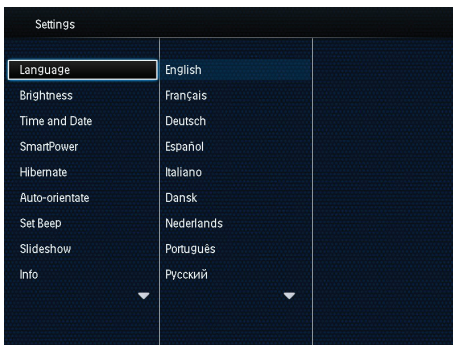 Settings
Language
Brightness
Time and Date
SmartPower
Hibernate
Auto-orientate
Set Beep
Slideshow
Info
English
Français
Deutsch
Español
Italiano
Dansk
Nederlands
Português
Русский